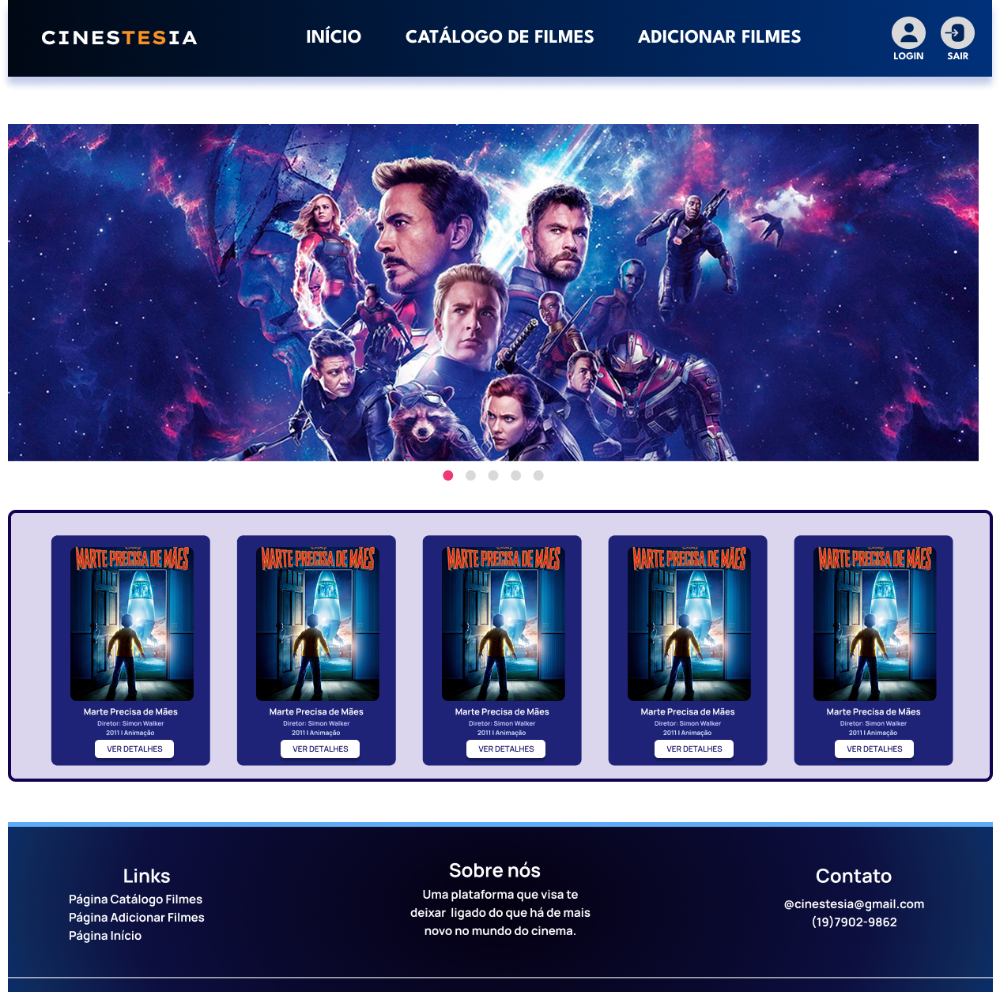 CINESTESIA
INÍCIO
CATÁLOGO DE FILMES
ADICIONAR FILMES
LOGIN
SAIR
MARTE PRECISA DE MÃES
Marte Precisa de Mães
Diretor: Simon Walker
2011 | Animação
VER DETALHES
MARTE PRECISA DE MÃES
Marte Precisa de Mães
Diretor: Simon Walker
2011 | Animação
VER DETALHES
MARTE PRECISA DE MÃES
Marte Precisa de Mães
Diretor: Simon Walker
2011 | Animação
VER DETALHES
MARTE PRECISA DE MÃES
Marte Precisa de Mães
Diretor: Simon Walker
2011 | Animação
VER DETALHES
MARTE PRECISA DE MÃES
Marte Precisa de Mães
Diretor: Simon Walker
2011 | Animação
VER DETALHES
Links
Página Catálogo Filmes
Página Adicionar Filmes
Página Início
Sobre nós
Uma plataforma que visa te
deixar ligado do que há de mais
novo no mundo do cinema.
Contato
@cinestesia@gmail.com
(19)7902-9862